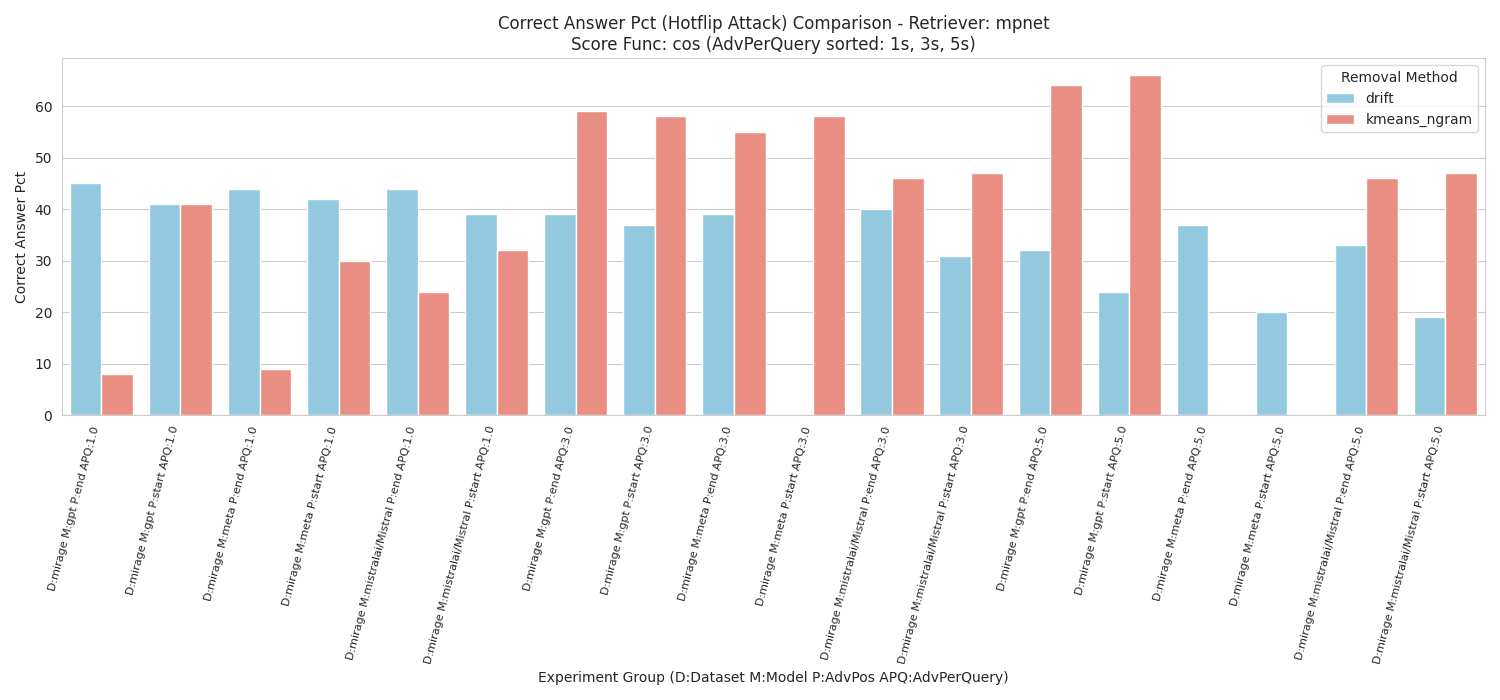 Correct Answer Pct (Hotflip Attack) Comparison - Retriever: mpnet
Score Func: cos (AdvPerQuery sorted: 1s, 3s, 5s)
Removal Method
drift
kmeans_ngram
Correct Answer Pct
60
50
40
30
20
10
0
D:mirage M:gpt P:end APQ:1.0
D:mirage M:gpt P:start APQ:1.0
D:mirage M:meta P:end APQ:1.0
D:mirage M:meta P:start APQ:1.0
D:mirage M:mistralai/Mistral P:end APQ:1.0
D:mirage M:mistralai/Mistral P:start APQ:1.0
D:mirage M:gpt P:end APQ:3.0
D:mirage M:gpt P:start APQ:3.0
D:mirage M:meta P:end APQ:3.0
D:mirage M:meta P:start APQ:3.0
D:mirage M:mistralai/Mistral P:end APQ:3.0
D:mirage M:mistralai/Mistral P:start APQ:3.0
D:mirage M:gpt P:end APQ:5.0
D:mirage M:gpt P:start APQ:5.0
D:mirage M:meta P:end APQ:5.0
D:mirage M:meta P:start APQ:5.0
D:mirage M:mistralai/Mistral P:end APQ:5.0
D:mirage M:mistralai/Mistral P:start APQ:5.0
Experiment Group (D:Dataset M:Model P:AdvPos APQ:AdvPerQuery)